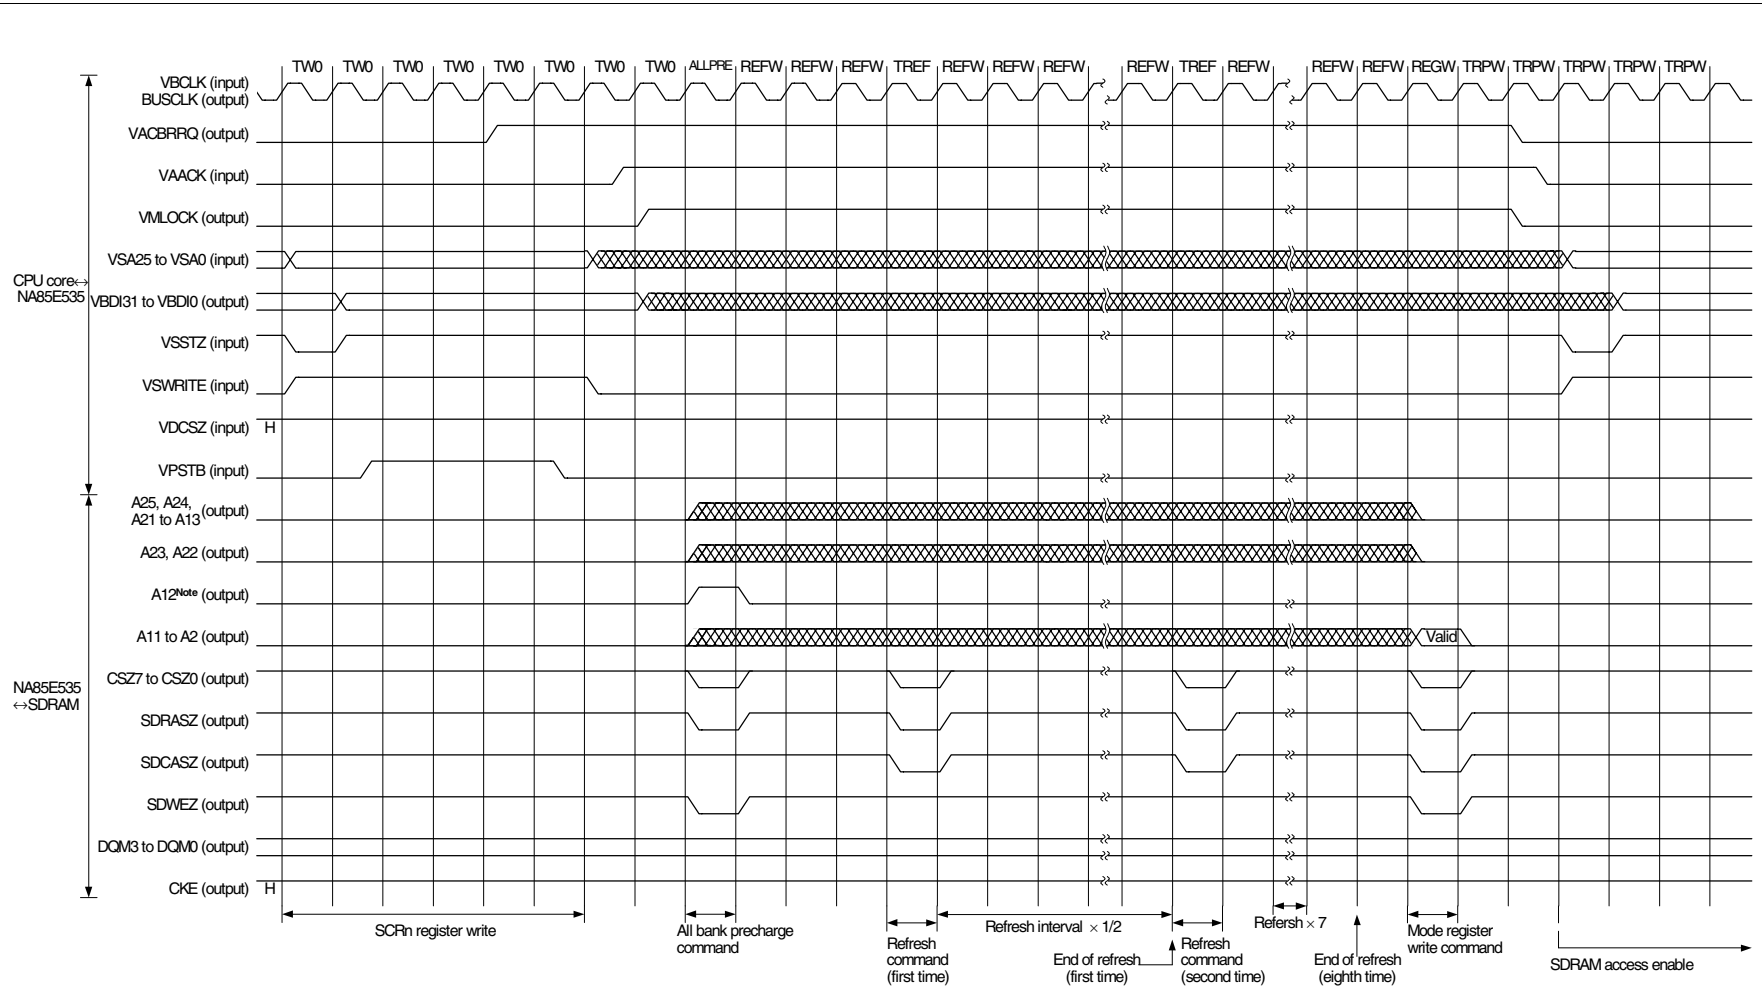 TW0 TW0 TW0 TW0 TW0 TW0 TW0 TW0 ALLPRE REFW REFW REFW TREF REFW REFW REFW REFW TREF REFW REFW REFW REGW TRPW TRPW TRPW TRPW TRPW
VBCLK (input)
BUSCLK (output)
VACBRRQ (output)
VAACK (input)
VMLOCK (output)
VSA25 to VSA0 (input)
CPU core↔
NA85E535
VBDI31 to VBDI0 (output)
VSSTZ (input)
VSWRITE (input)
VDCSZ (input) H
VPSTB (input)
A25, A24,
A21 to A13 (output)
A23, A22 (output)
A12Note (output)
A11 to A2 (output) Valid
CSZ7 to CSZ0 (output)
NA85E535
↔SDRAM
SDRASZ (output)
SDCASZ (output)
SDWEZ (output)
DQM3 to DQM0 (output)
CKE (output) H
SCRn register write
All bank precharge
command
Refresh
command
(first time)
Refresh interval × 1/2
End of refresh
(first time)
Refresh
command
(second time)
Refersh × 7
End of refresh
(eighth time)
Mode register
write command
SDRAM access enable